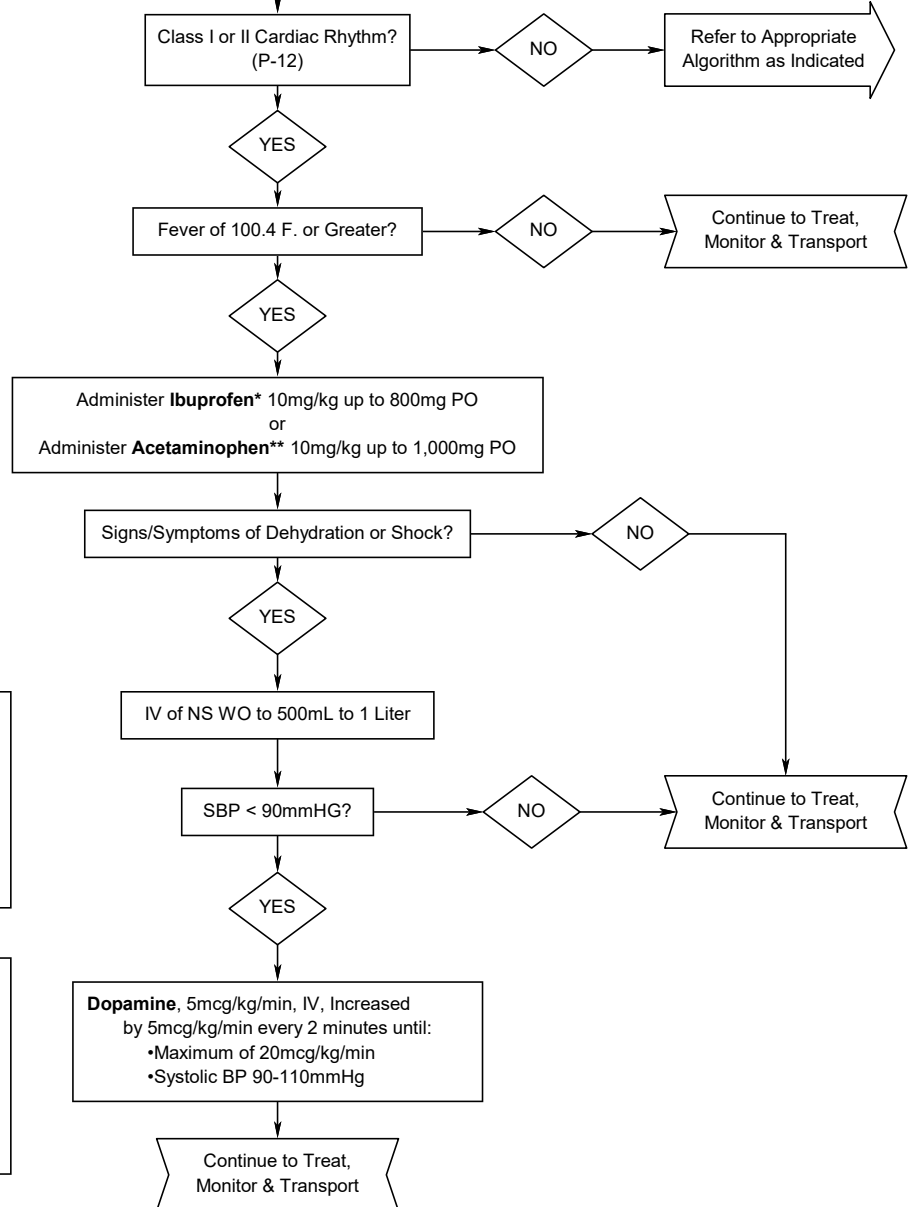 Class I or II Cardiac Rhythm?
(P-12)
NO
Refer to Appropriate
Algorithm as Indicated
YES
Fever of 100.4 F. or Greater?
NO
Continue to Treat,
Monitor & Transport
YES
Administer Ibuprofen* 10mg/kg up to 800mg PO
or
Administer Acetaminophen** 10mg/kg up to 1,000mg PO
Signs/Symptoms of Dehydration or Shock?
NO
YES
IV of NS WO to 500mL to 1 Liter
SBP < 90mmHG?
NO
Continue to Treat,
Monitor & Transport
YES
Dopamine, 5mcg/kg/min, IV, Increased
by 5mcg/kg/min every 2 minutes until:
•Maximum of 20mcg/kg/min
•Systolic BP 90-110mmHg
Continue to Treat,
Monitor & Transport